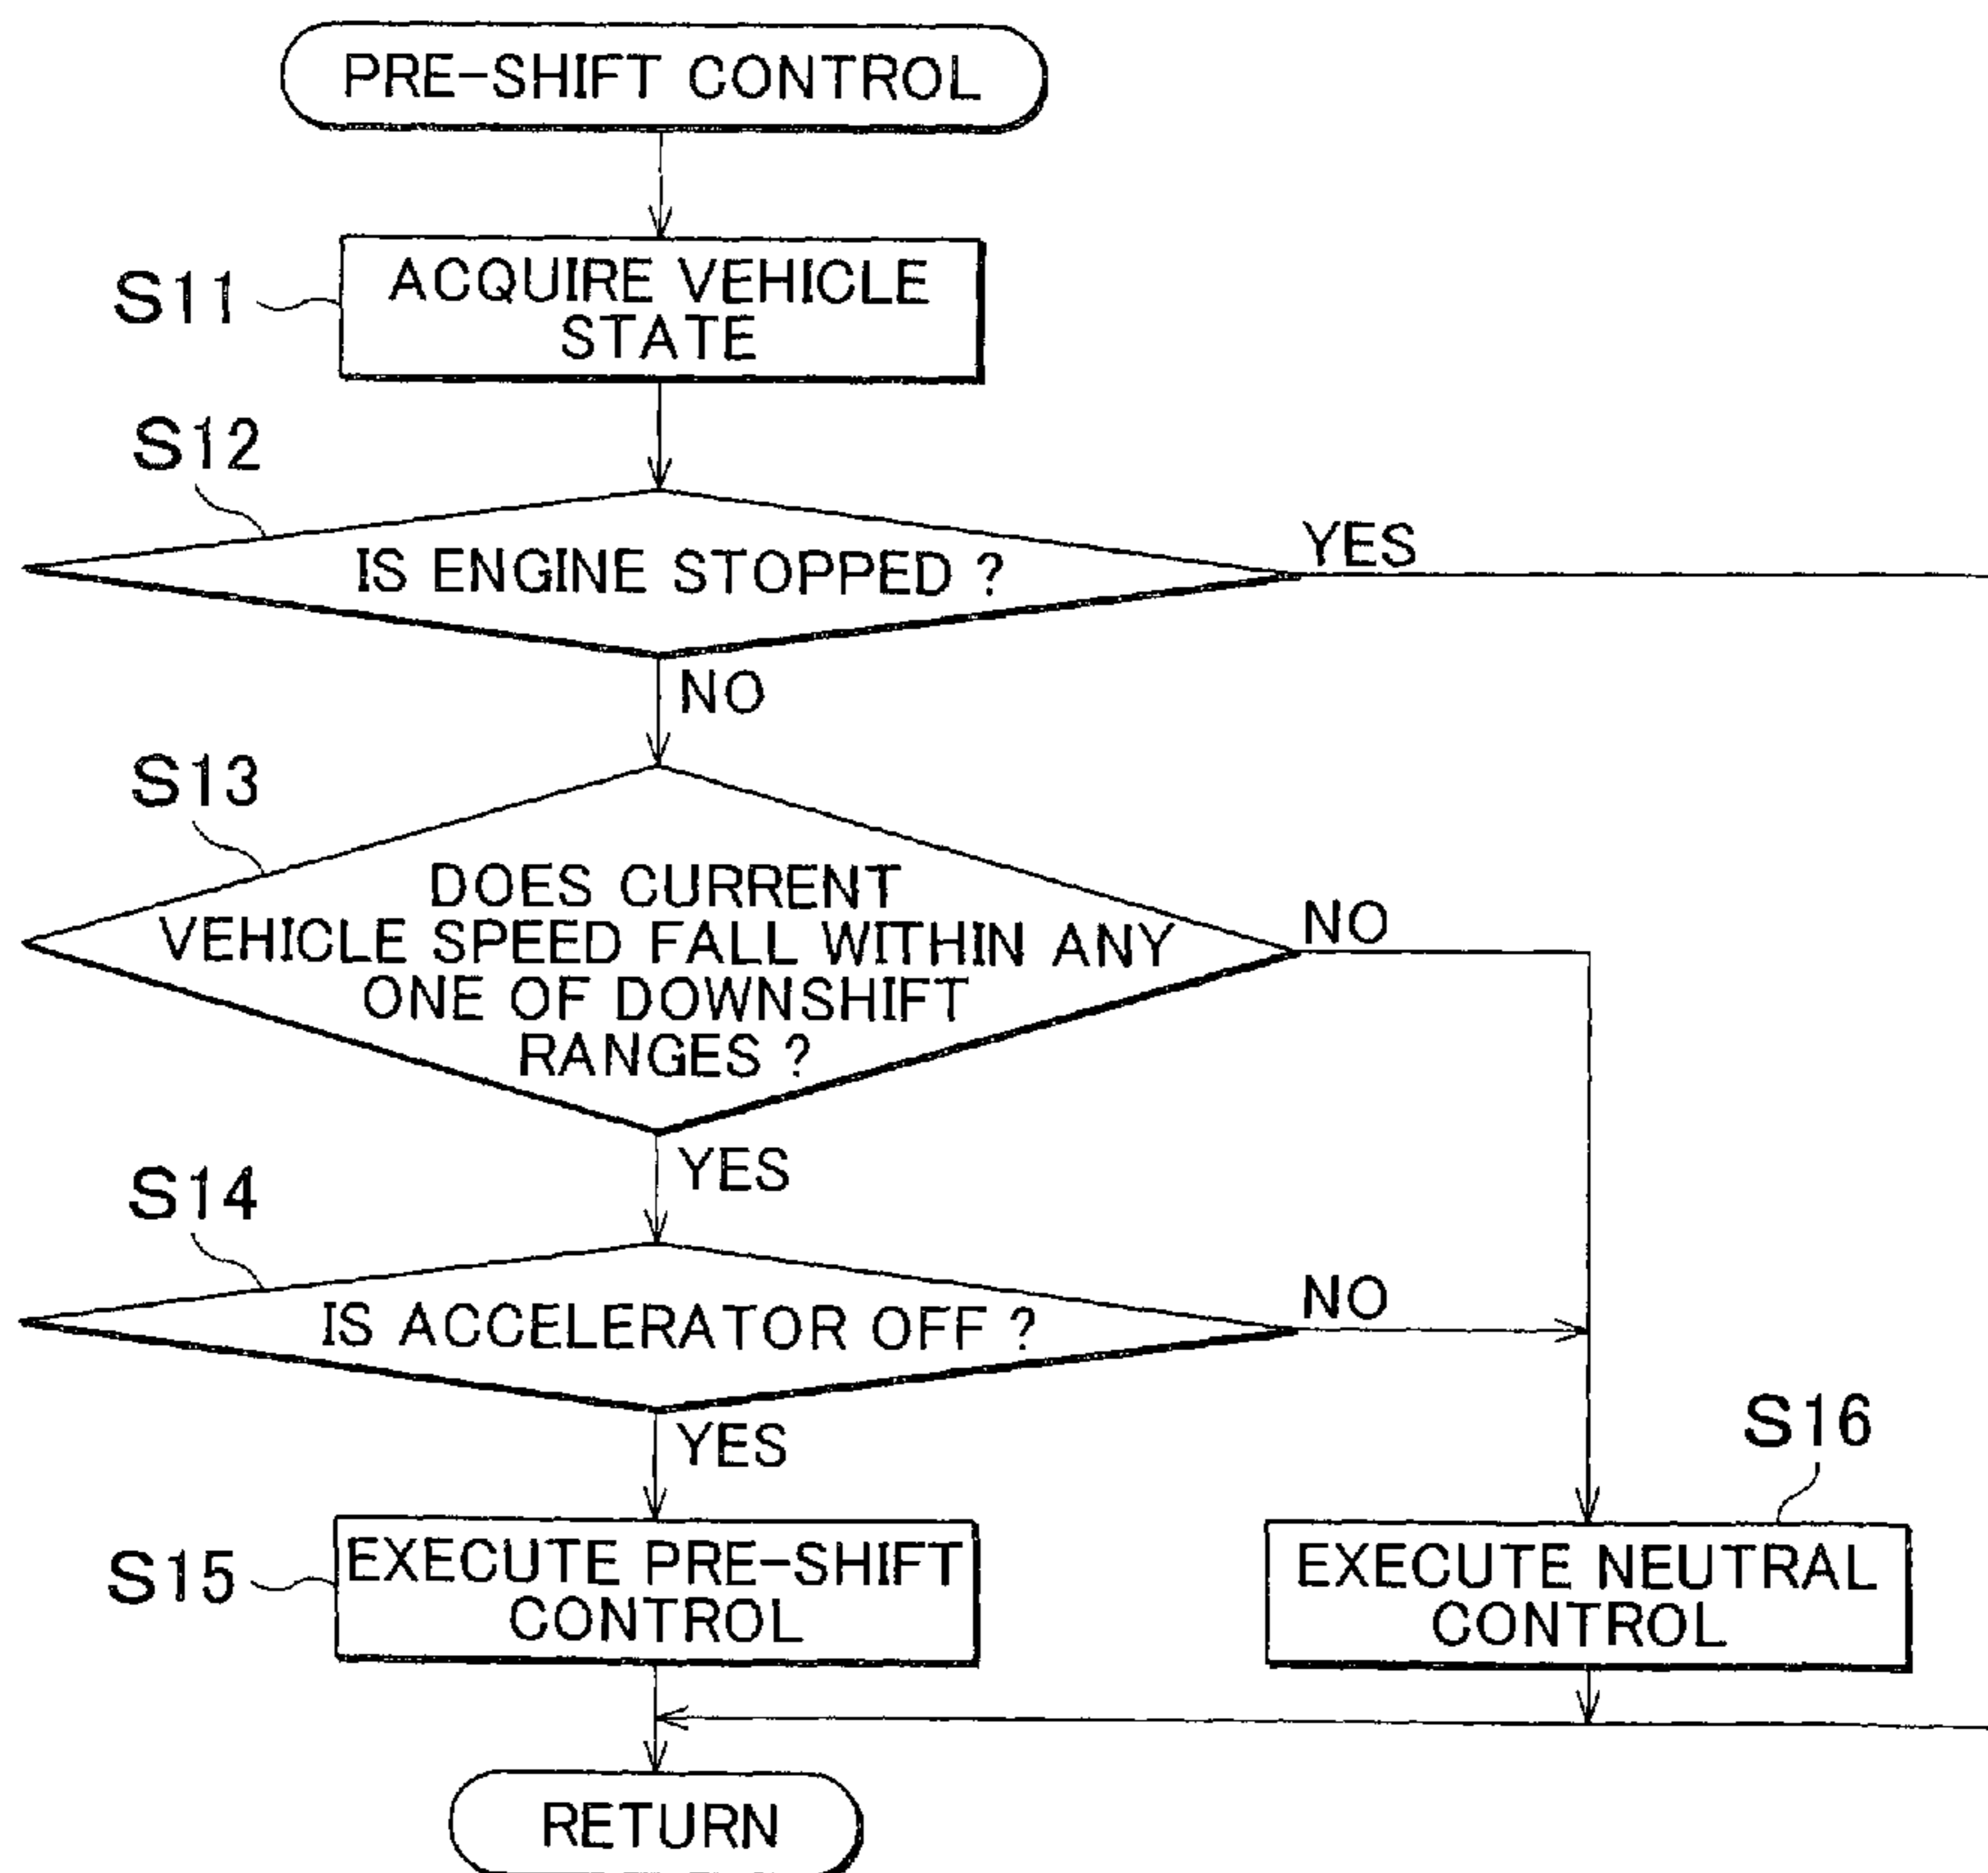 PRE-SHIFT CONTROL
S11
ACQUIRE VEHICLE
STATE
S12
IS ENGINE STOPPED ?
YES
NO
S13
DOES CURRENT
VEHICLE SPEED FALL WITHIN ANY
ONE OF DOWNSHIFT
RANGES ?
NO
YES
S14
IS ACCELERATOR OFF ?
NO
YES
S15
EXECUTE PRE-SHIFT
CONTROL
S16
EXECUTE NEUTRAL
CONTROL
RETURN